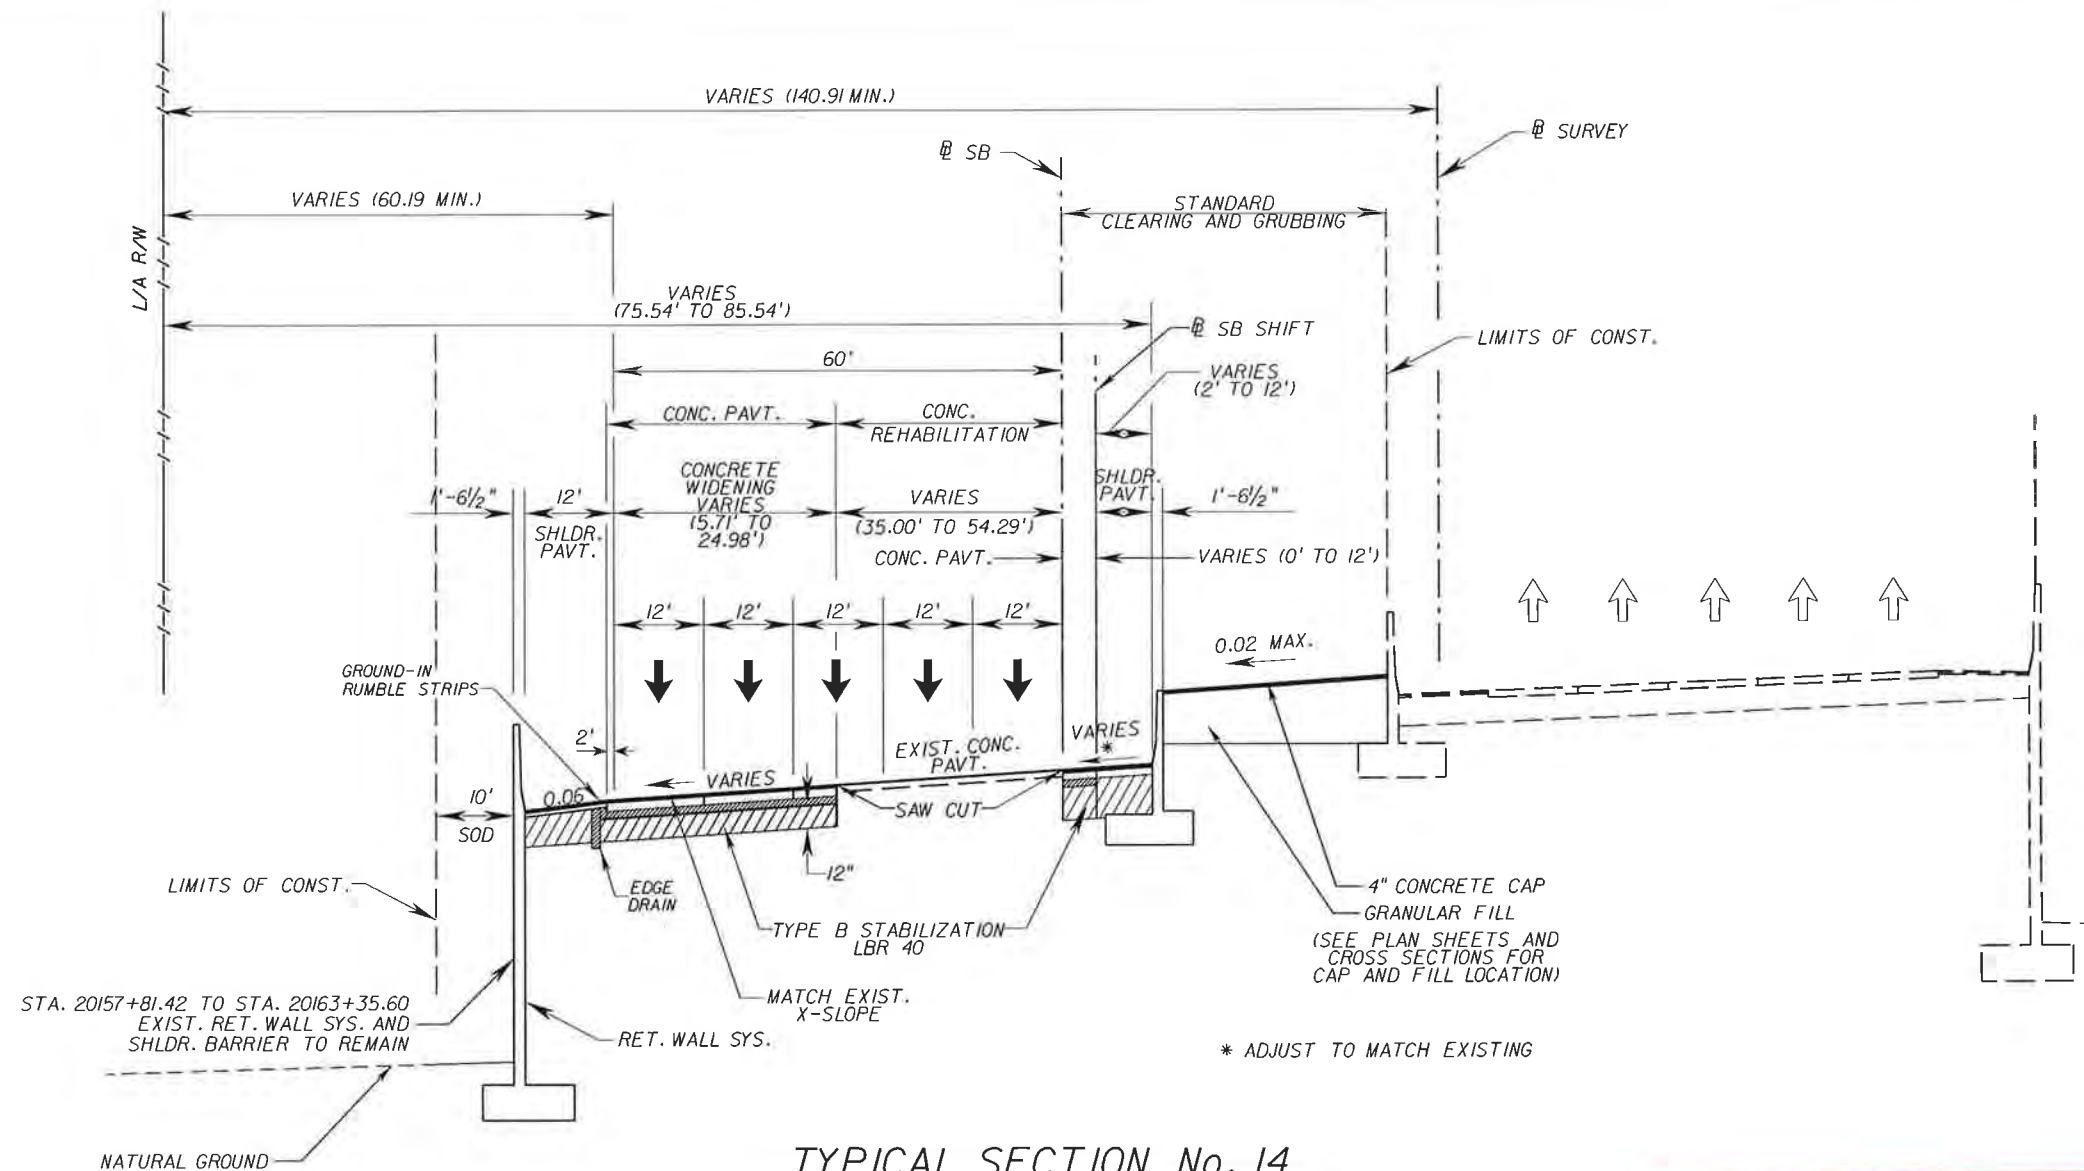 VARIES (140.91 MIN.)
℄ SURVEY
℄ SB
VARIES (60.19 MIN.)
STANDARD
CLEARING AND GRUBBING
L/A R/W
VARIES
(75.54' TO 85.54')
℄ SB SHIFT
LIMITS OF CONST.
60'
VARIES
(2' TO 12')
CONC. PAVT.
CONC.
REHABILITATION
CONCRETE
WIDENING
VARIES
(5.71' TO
24.98')
1'-6½"
12'
SHLDR.
PAVT.
VARIES
(35.00' TO 54.29')
SHLDR.
PAVT.
1'-6½"
CONC. PAVT.
VARIES (0' TO 12')
12'
12'
12'
12'
12'
0.02 MAX.
GROUND-IN
RUMBLE STRIPS
2'
VARIES
EXIST. CONC.
PAVT.
VARIES
*
10'
SOD
0.06
SAW CUT
12"
LIMITS OF CONST.
EDGE
DRAIN
4" CONCRETE CAP
GRANULAR FILL
(SEE PLAN SHEETS AND
CROSS SECTIONS FOR
CAP AND FILL LOCATION)
TYPE B STABILIZATION
LBR 40
MATCH EXIST.
X-SLOPE
STA. 20157+81.42 TO STA. 20163+35.60
EXIST. RET. WALL SYS. AND
SHLDR. BARRIER TO REMAIN
RET. WALL SYS.
* ADJUST TO MATCH EXISTING
NATURAL GROUND
TYPICAL SECTION No. 14